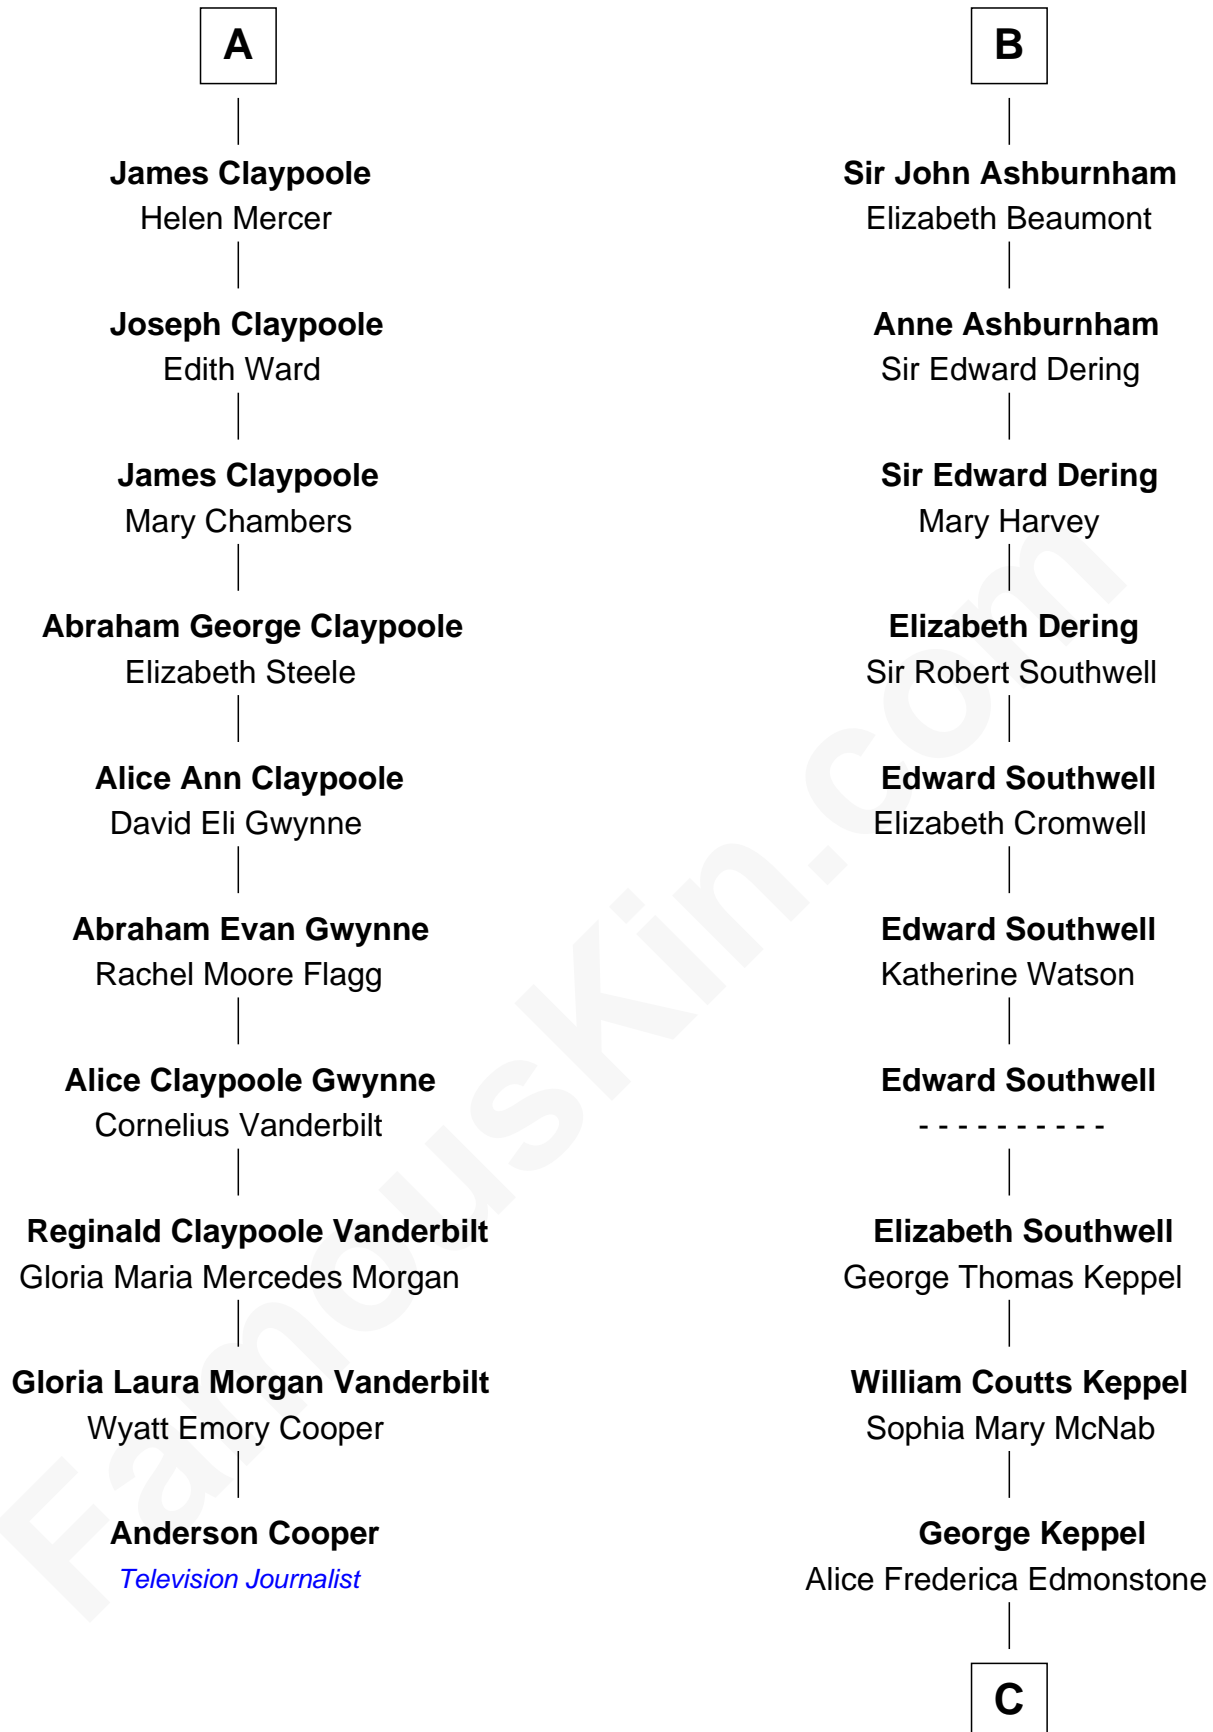 A
James Claypoole
Helen Mercer
Joseph Claypoole
Edith Ward
James Claypoole
Mary Chambers
Abraham George Claypoole
Elizabeth Steele
Alice Ann Claypoole
David Eli Gwynne
Abraham Evan Gwynne
Rachel Moore Flagg
Alice Claypoole Gwynne
Cornelius Vanderbilt
Reginald Claypoole Vanderbilt
Gloria Maria Mercedes Morgan
Gloria Laura Morgan Vanderbilt
Wyatt Emory Cooper
Anderson Cooper
Television Journalist
B
Sir John Ashburnham
Elizabeth Beaumont
Anne Ashburnham
Sir Edward Dering
Sir Edward Dering
Mary Harvey
Elizabeth Dering
Sir Robert Southwell
Edward Southwell
Elizabeth Cromwell
Edward Southwell
Katherine Watson
Edward Southwell
- - - - - - - - - -
Elizabeth Southwell
George Thomas Keppel
William Coutts Keppel
Sophia Mary McNab
George Keppel
Alice Frederica Edmonstone
C
FamousKin.com